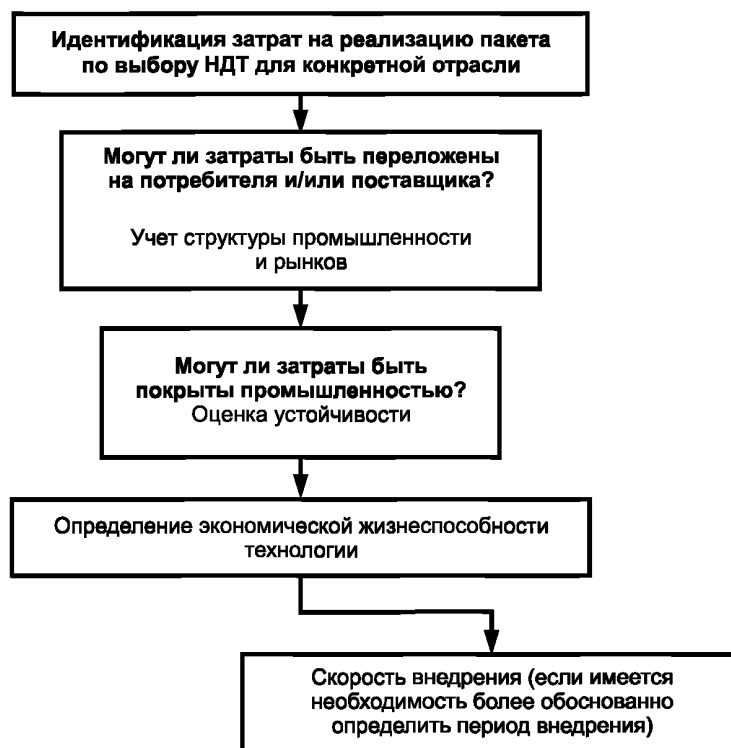 Идентификация затрат на реализацию пакета
по выбору НДТ для конкретной отрасли
Могут ли затраты быть переложены
на потребителя и/или поставщика?
Учет структуры промышленности
и рынков
Могут ли затраты быть
покрыты промышленностью?
Оценка устойчивости
Определение экономической жизнеспособности
технологии
Скорость внедрения (если имеется
необходимость более обоснованно
определить период внедрения)